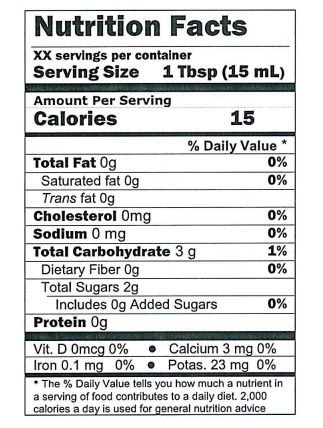 Nutrition Facts
XX servings per container
Serving Size 1 Tbsp (15 mL)
Amount Per Serving
Calories 15
% Daily Value *
Total Fat 0g 0%
Saturated fat 0g 0%
Trans fat 0g
Cholesterol 0mg 0%
Sodium 0 mg 0%
Total Carbohydrate 3 g 1%
Dietary Fiber 0g 0%
Total Sugars 2g
Includes 0g Added Sugars 0%
Protein 0g
Vit. D 0mcg 0% • Calcium 3 mg 0%
Iron 0.1 mg 0% • Potas. 23 mg 0%
* The % Daily Value tells you how much a nutrient in
a serving of food contributes to a daily diet. 2,000
calories a day is used for general nutrition advice